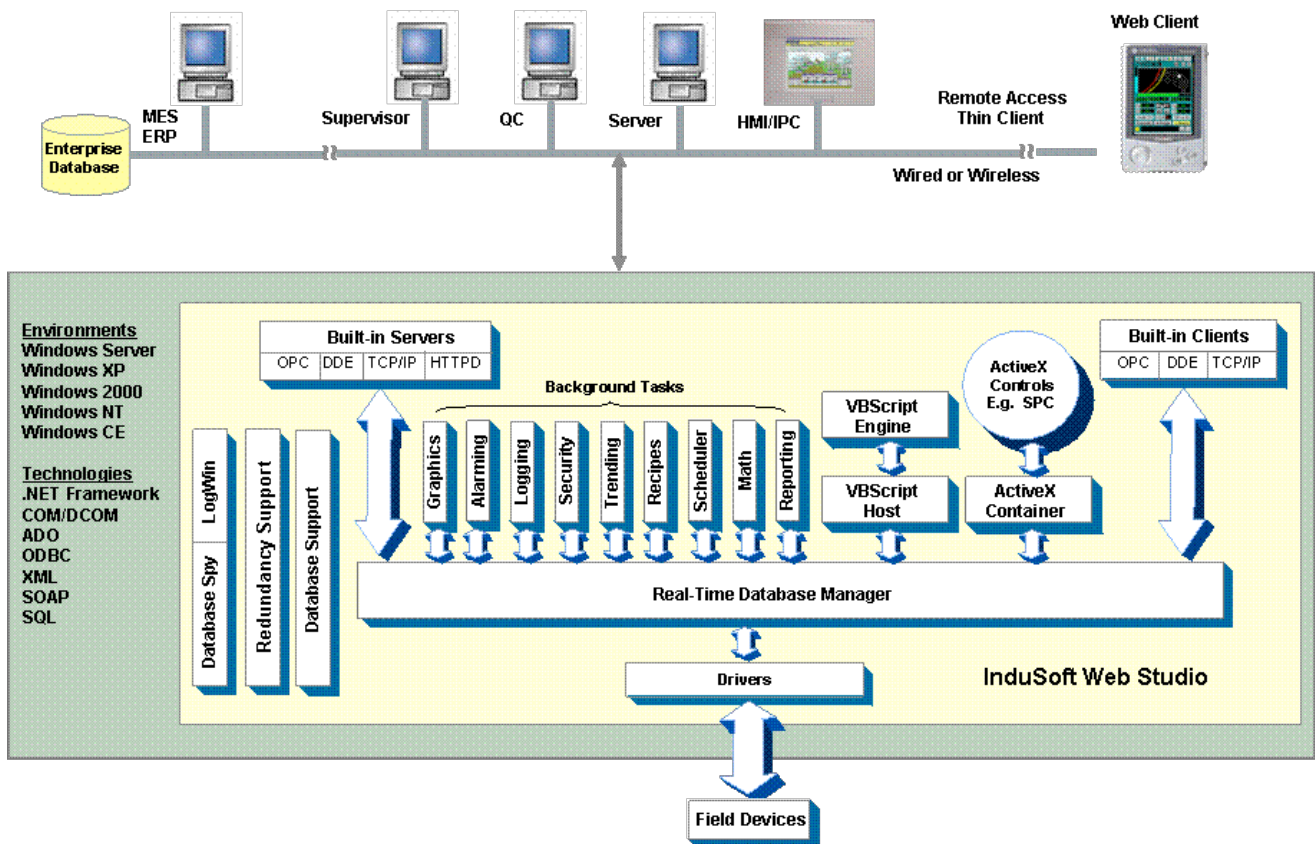 Web Client
MES
ERP
Supervisor
QC
Server
HMI/IPC
Remote Access
Thin Client
Enterprise
Database
Wired or Wireless
Environments
Windows Server
Windows XP
Windows 2000
Windows NT
Windows CE
Technologies
.NET Framework
COM/DCOM
ADO
ODBC
XML
SOAP
SQL
Database Spy
LogWin
Redundancy Support
Database Support
Built-in Servers
OPC DDE TCP/IP HTTPD
Background Tasks
Graphics
Alarming
Logging
Security
Trending
Recipes
Scheduler
Math
Reporting
VBScript
Engine
VBScript
Host
ActiveX
Controls
E.g. SPC
ActiveX
Container
Built-in Clients
OPC DDE TCP/IP
Real-Time Database Manager
Drivers
InduSoft Web Studio
Field Devices